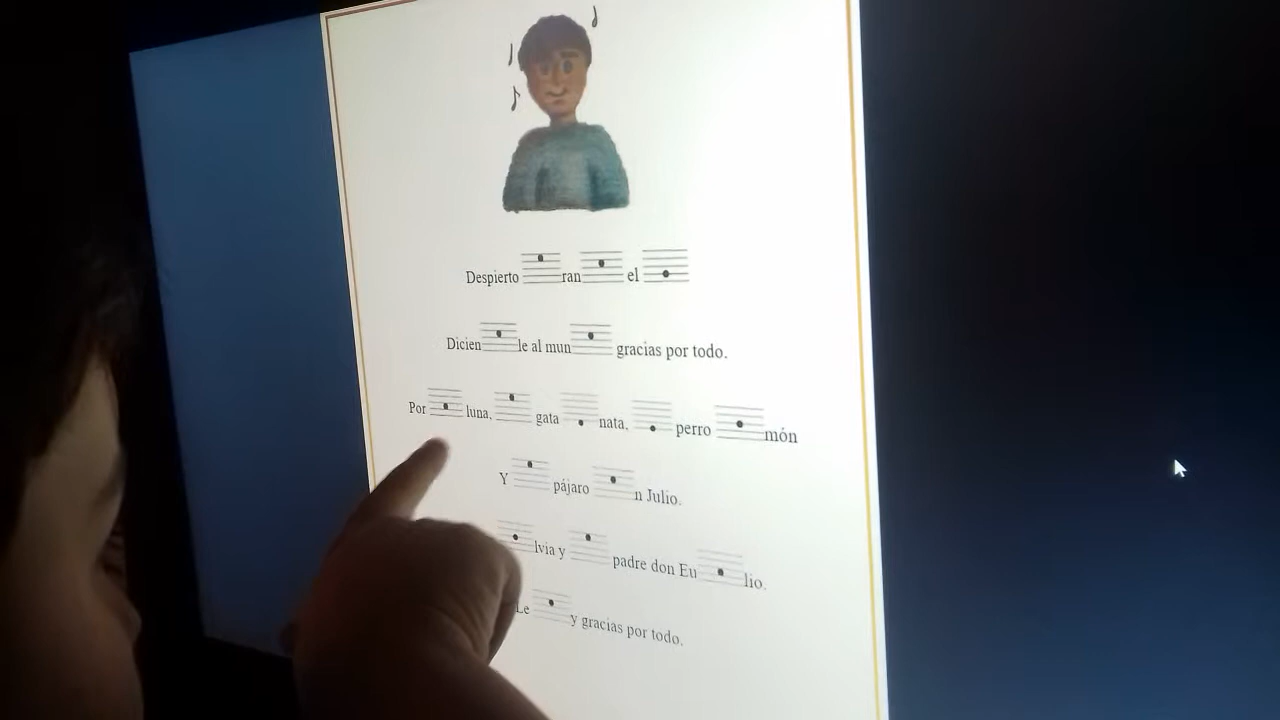 Despierto ran el
Dicien le al mun gracias por todo.
Por luna, gata nata, perro món
Y pájaro n Julio.
lvia y padre don Eu lio.
Le y gracias por todo.